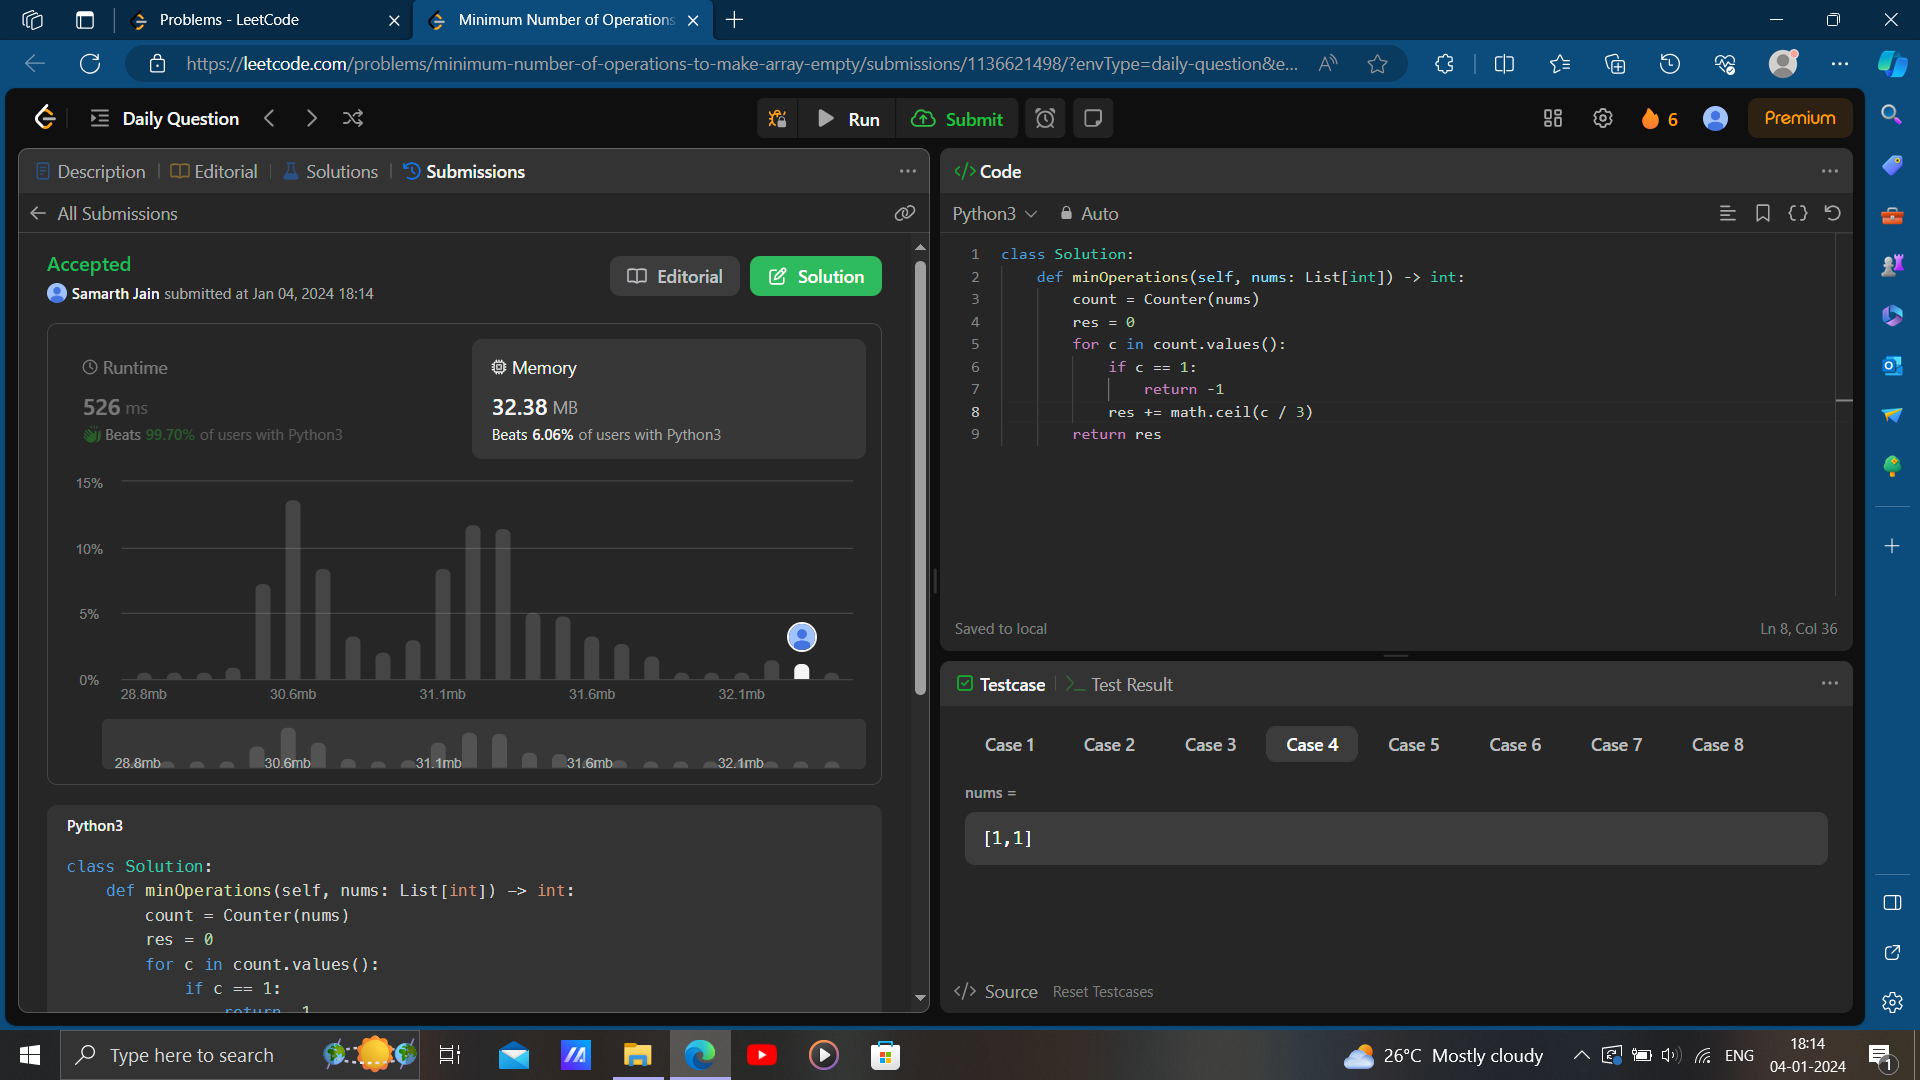 Problems - LeetCode
Minimum Number of Operations
https://leetcode.com/problems/minimum-number-of-operations-to-make-array-empty/submissions/1136621498/?envType=daily-question&e...
Daily Question
Run
Submit
6
Premium
Description
Editorial
Solutions
Submissions
All Submissions
Accepted
Samarth Jain submitted at Jan 04, 2024 18:14
Editorial
Solution
Runtime
526 ms
Beats 99.70% of users with Python3
Memory
32.38 MB
Beats 6.06% of users with Python3
15%
10%
5%
0%
28.8mb 30.6mb 31.1mb 31.6mb 32.1mb
28.8mb 30.6mb 31.1mb 31.6mb 32.1mb
Python3
class Solution:
def minOperations(self, nums: List[int]) -> int:
count = Counter(nums)
res = 0
for c in count.values():
if c == 1:
return -1
Code
Python3
Auto
1 class Solution:
2 def minOperations(self, nums: List[int]) -> int:
3 count = Counter(nums)
4 res = 0
5 for c in count.values():
6 if c == 1:
7 return -1
8 res += math.ceil(c / 3)
9 return res
Saved to local
Ln 8, Col 36
Testcase
Test Result
Case 1 Case 2 Case 3 Case 4 Case 5 Case 6 Case 7 Case 8
nums =
[1,1]
Source
Reset Testcases
Type here to search
26°C Mostly cloudy
ENG
18:14
04-01-2024
1